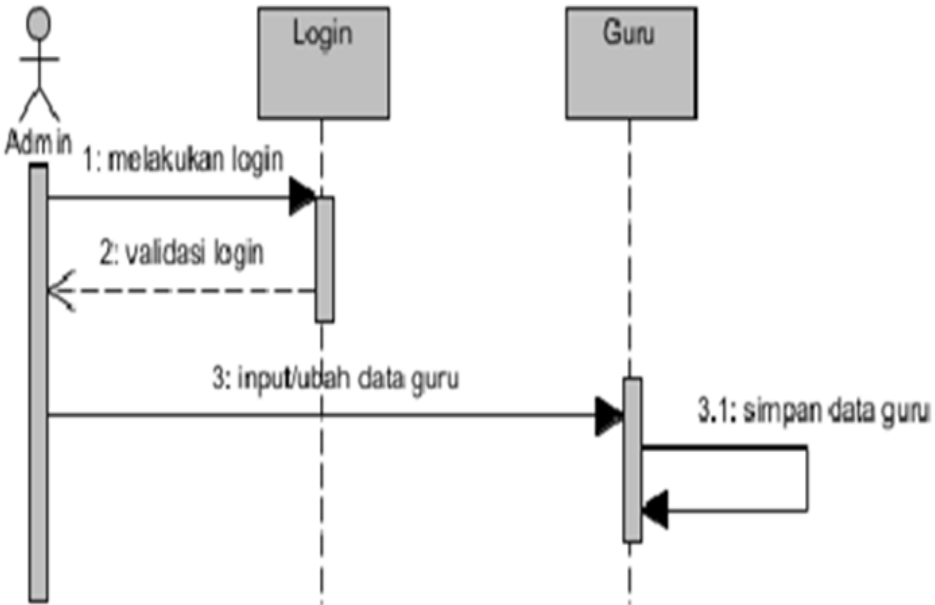 Login
Guru
Admin
1: melakukan login
2: validasi login
3: input/ubah data guru
3.1: simpan data guru